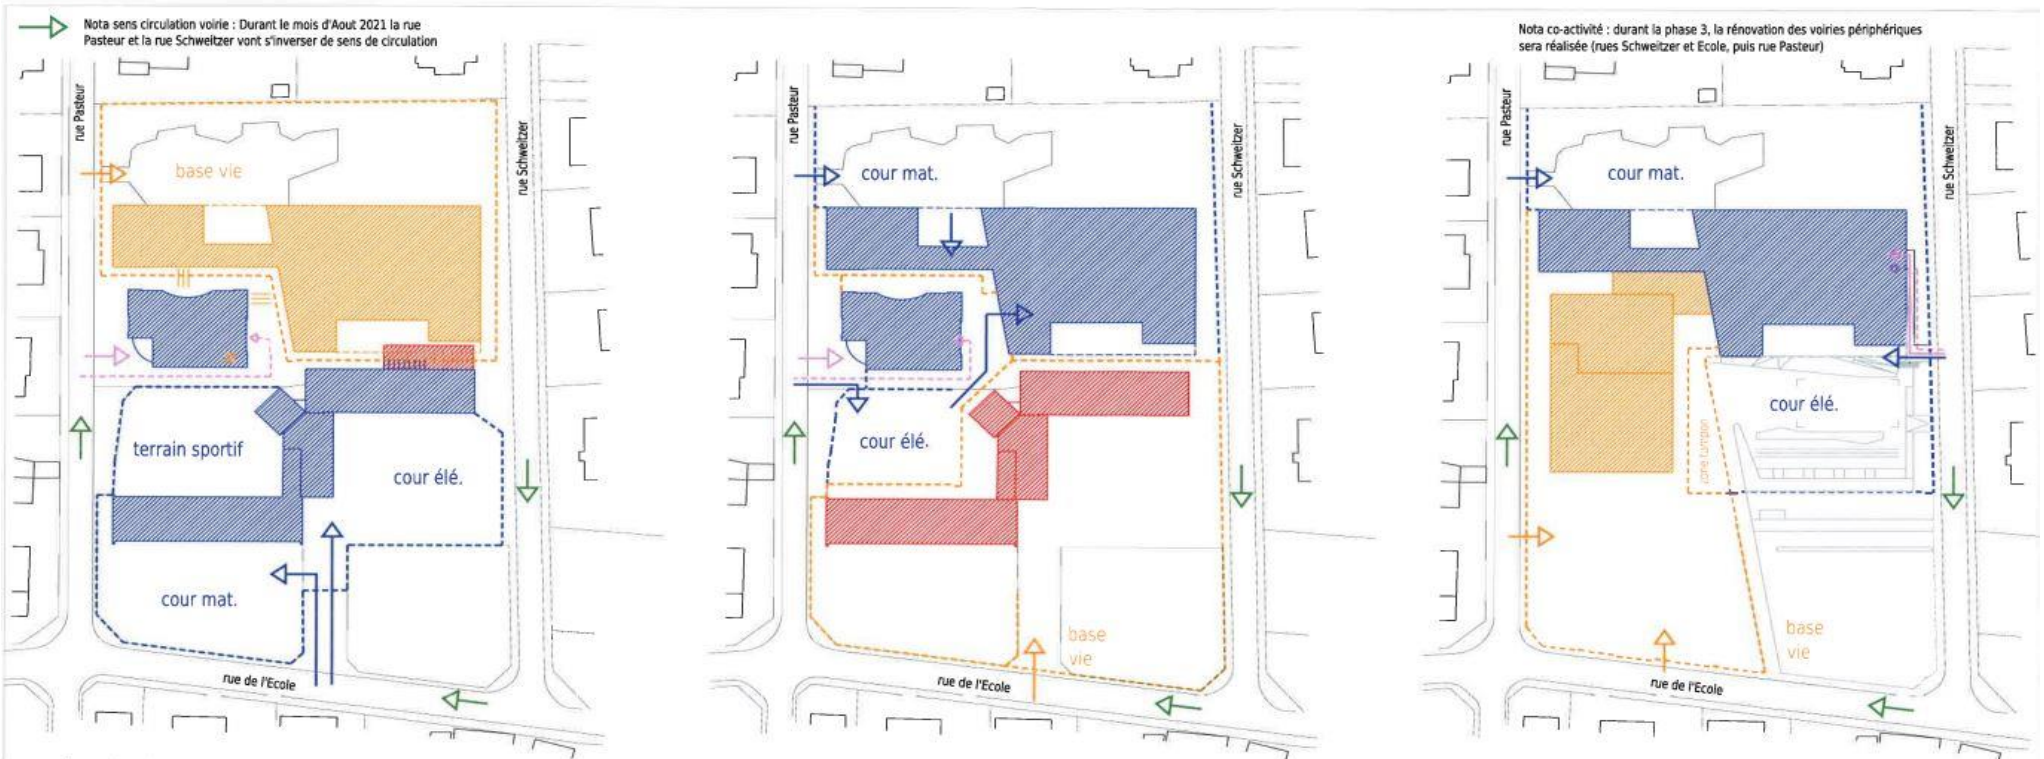 Nota sens circulation voirie : Durant le mois d'Aout 2021 la rue
Pasteur et la rue Schweitzer vont s'inverser de sens de circulation
rue Pasteur
base vie
rue Schweitzer
terrain sportif
cour élé.
cour mat.
rue de l'Ecole
rue Pasteur
cour mat.
rue Schweitzer
cour élé.
base
vie
rue de l'Ecole
Nota co-activité : durant la phase 3, la rénovation des voiries périphériques
sera réalisée (rues Schweitzer et Ecole, puis rue Pasteur)
rue Pasteur
cour mat.
rue Schweitzer
cour élé.
zone tampon
base
vie
rue de l'Ecole